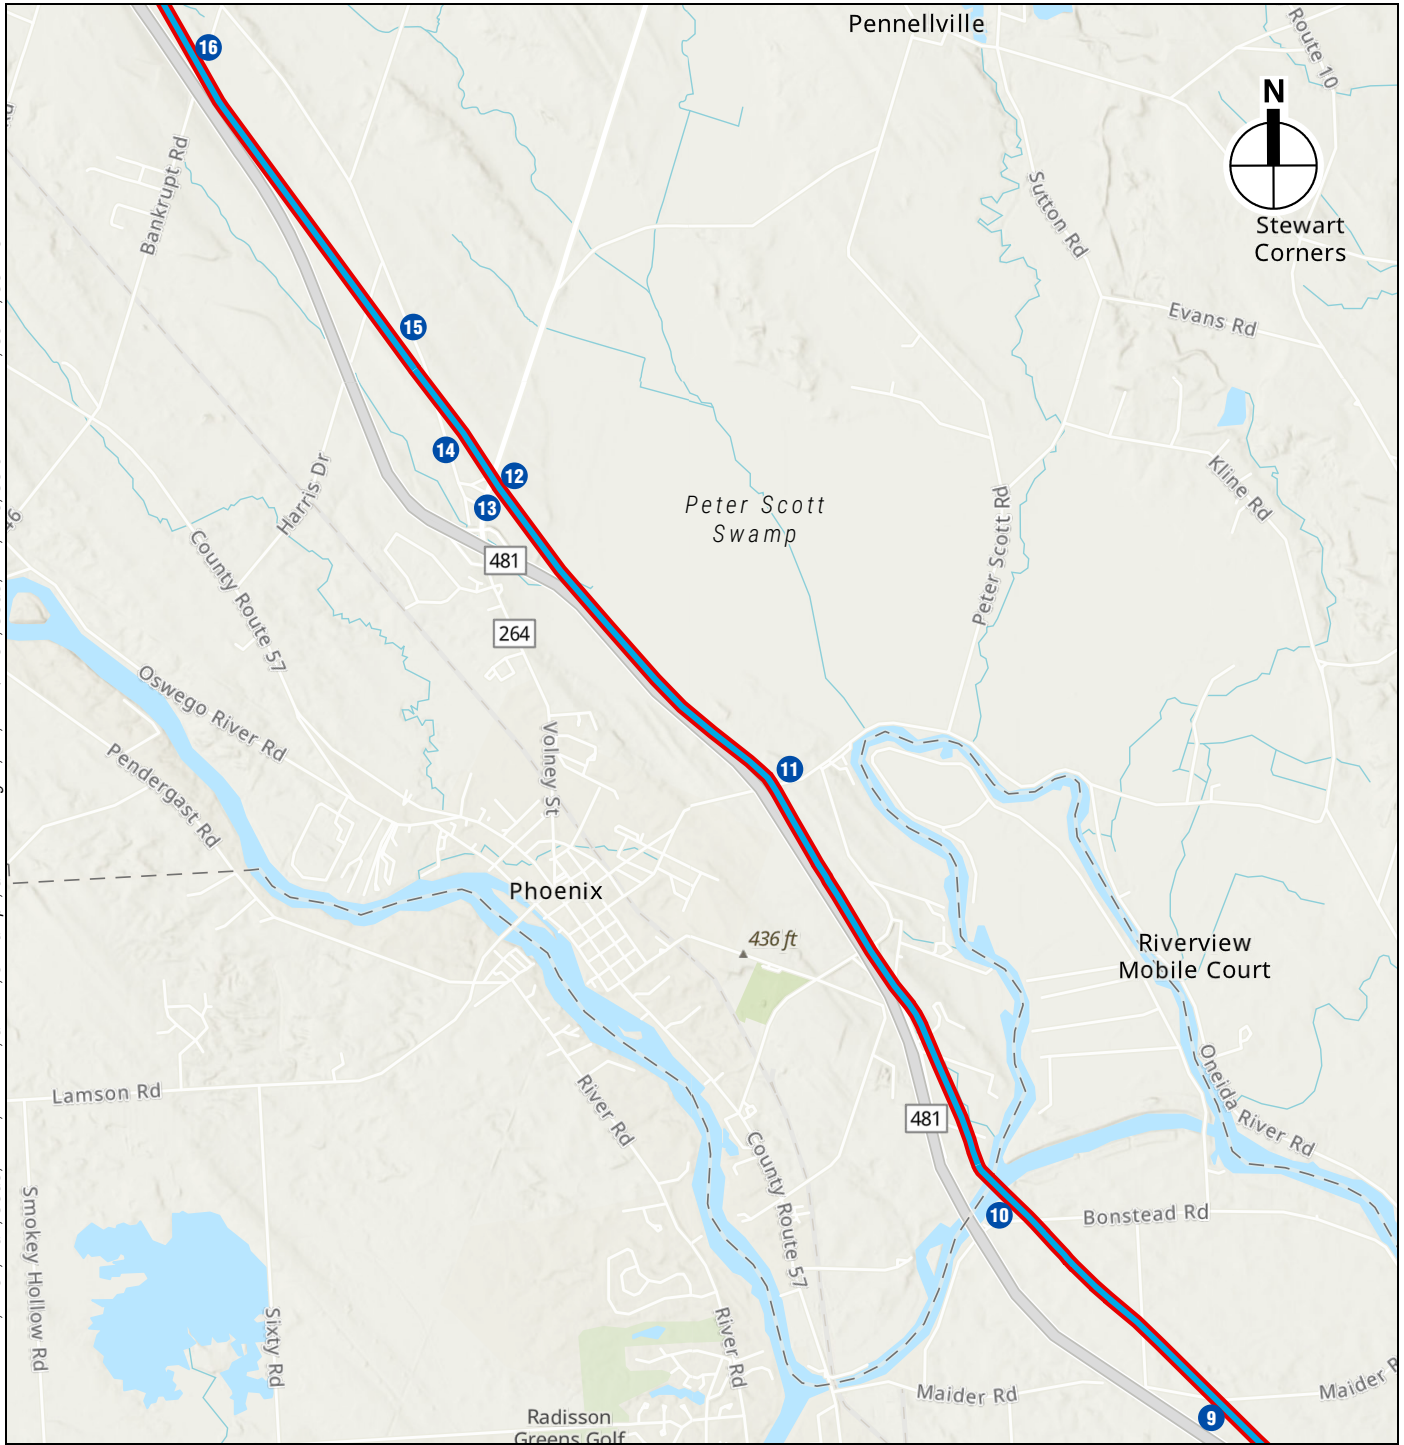 Pennellville
Route 10
16
N
Bankrupt Rd
Sutton Rd
Stewart
Corners
Evans Rd
15
14
12
13
Kline Rd
Harris Dr
Peter Scott
Swamp
Peter Scott Rd
46
County Route 57
481
264
Oswego River Rd
Volney St
Pendergast Rd
11
Phoenix
436 ft
Riverview
Mobile Court
Lamson Rd
River Rd
481
Oneida River Rd
County Route 57
Smokey Hollow Rd
10
Bonstead Rd
Sixty Rd
River Rd
Maider Rd
Maider R
9
Radisson
Greens Golf